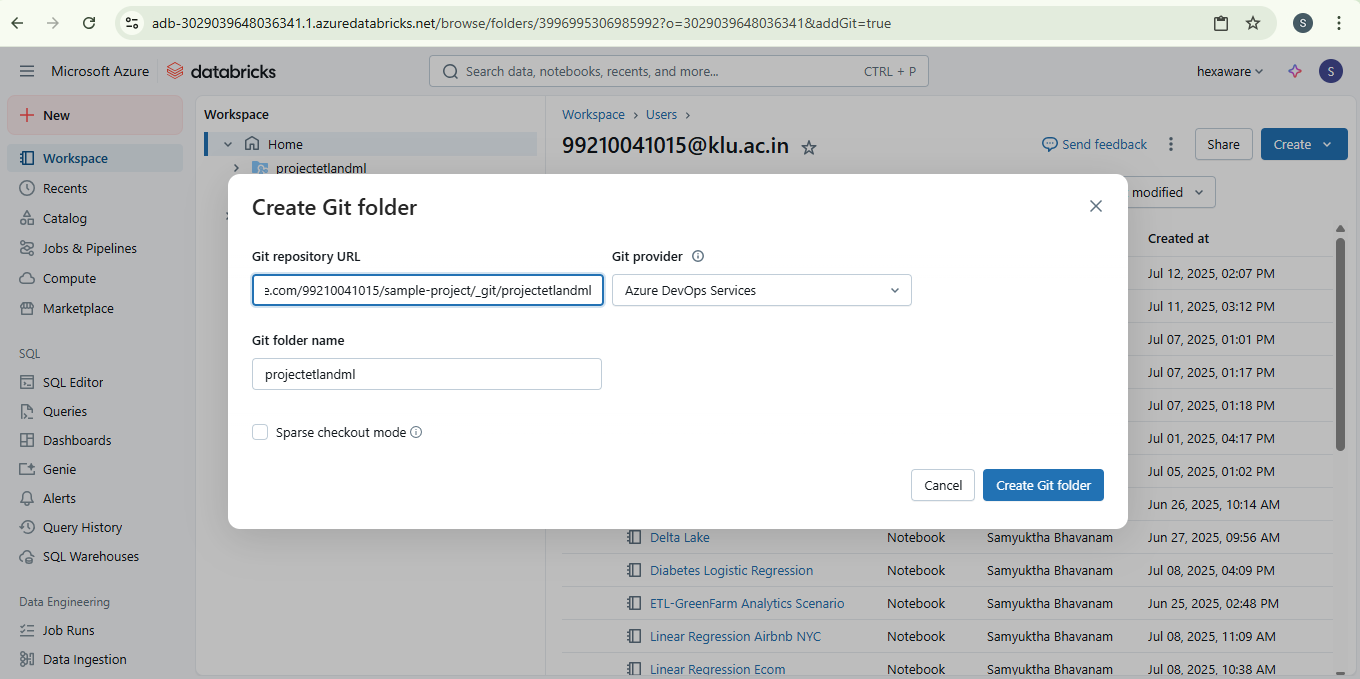 adb-3029039648036341.1.azuredatabricks.net/browse/folders/3996995306985992?o=3029039648036341&addGit=true
S
Microsoft Azure
databricks
Search data, notebooks, recents, and more...
CTRL + P
hexaware
S
New
Workspace
Recents
Catalog
Jobs & Pipelines
Compute
Marketplace
SQL
SQL Editor
Queries
Dashboards
Genie
Alerts
Query History
SQL Warehouses
Data Engineering
Job Runs
Data Ingestion
Workspace
Home
projectetlandml
Workspace > Users >
99210041015@klu.ac.in
Send feedback
Share
Create
modified
Created at
Jul 12, 2025, 02:07 PM
Jul 11, 2025, 03:12 PM
Jul 07, 2025, 01:01 PM
Jul 07, 2025, 01:17 PM
Jul 07, 2025, 01:18 PM
Jul 01, 2025, 04:17 PM
Jul 05, 2025, 01:02 PM
Jun 26, 2025, 10:14 AM
Delta Lake Notebook Samyuktha Bhavanam Jun 27, 2025, 09:56 AM
Diabetes Logistic Regression Notebook Samyuktha Bhavanam Jul 08, 2025, 04:09 PM
ETL-GreenFarm Analytics Scenario Notebook Samyuktha Bhavanam Jun 25, 2025, 02:48 PM
Linear Regression Airbnb NYC Notebook Samyuktha Bhavanam Jul 08, 2025, 11:09 AM
Linear Regression Ecom Notebook Samyuktha Bhavanam Jul 08, 2025, 10:38 AM
Create Git folder
Git repository URL
e.com/99210041015/sample-project/_git/projectetlandml
Git provider
Azure DevOps Services
Git folder name
projectetlandml
Sparse checkout mode
Cancel
Create Git folder